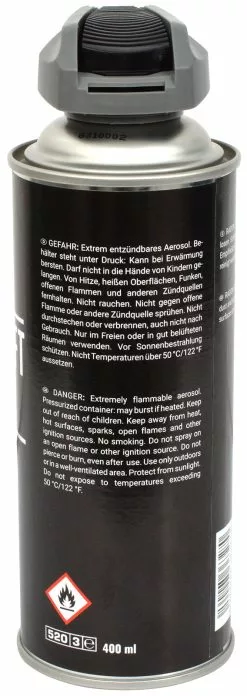 ⓓ GEFAHR: Extrem entzündbares Aerosol. Be-
hälter steht unter Druck: Kann bei Erwärmung
bersten. Darf nicht in die Hände von Kindern ge-
langen. Von Hitze, heißen Oberflächen, Funken,
offenen Flammen und anderen Zündquellen
fernhalten. Nicht rauchen. Nicht gegen offene
Flamme oder andere Zündquelle sprühen. Nicht
durchstechen oder verbrennen, auch nicht nach
Gebrauch. Nur im Freien oder in gut belüfteten
Räumen verwenden. Vor Sonnenbestrahlung
schützen. Nicht Temperaturen über 50 °C/122 °F
aussetzen.
DANGER: Extremely flammable aerosol.
Pressurized container: may burst if heated. Keep
out of reach of children. Keep away from heat,
hot surfaces, sparks, open flames and other
ignition sources. No smoking. Do not spray on
an open flame or other ignition source. Do not
pierce or burn, even after use. Use only outdoors
or in a well-ventilated area. Protect from sunlight.
Do not expose to temperatures exceeding
50 °C/122 °F.
520 3 e 400 ml